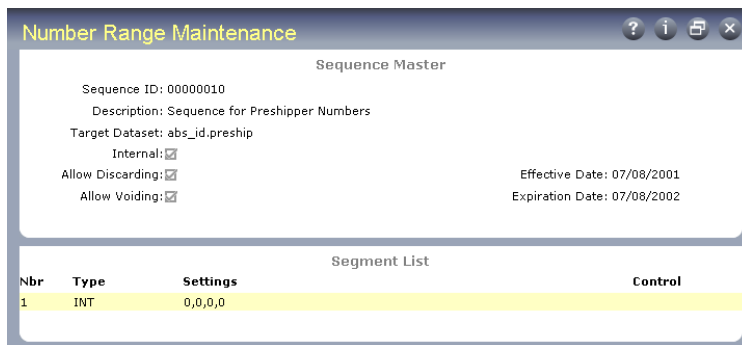 Number Range Maintenance
? i
Sequence Master
Sequence ID: 00000010
Description: Sequence for Preshipper Numbers
Target Dataset: abs_id.preship
Internal:
Allow Discarding: Effective Date: 07/08/2001
Allow Voiding: Expiration Date: 07/08/2002
Segment List
Nbr Type Settings Control
1 INT 0,0,0,0